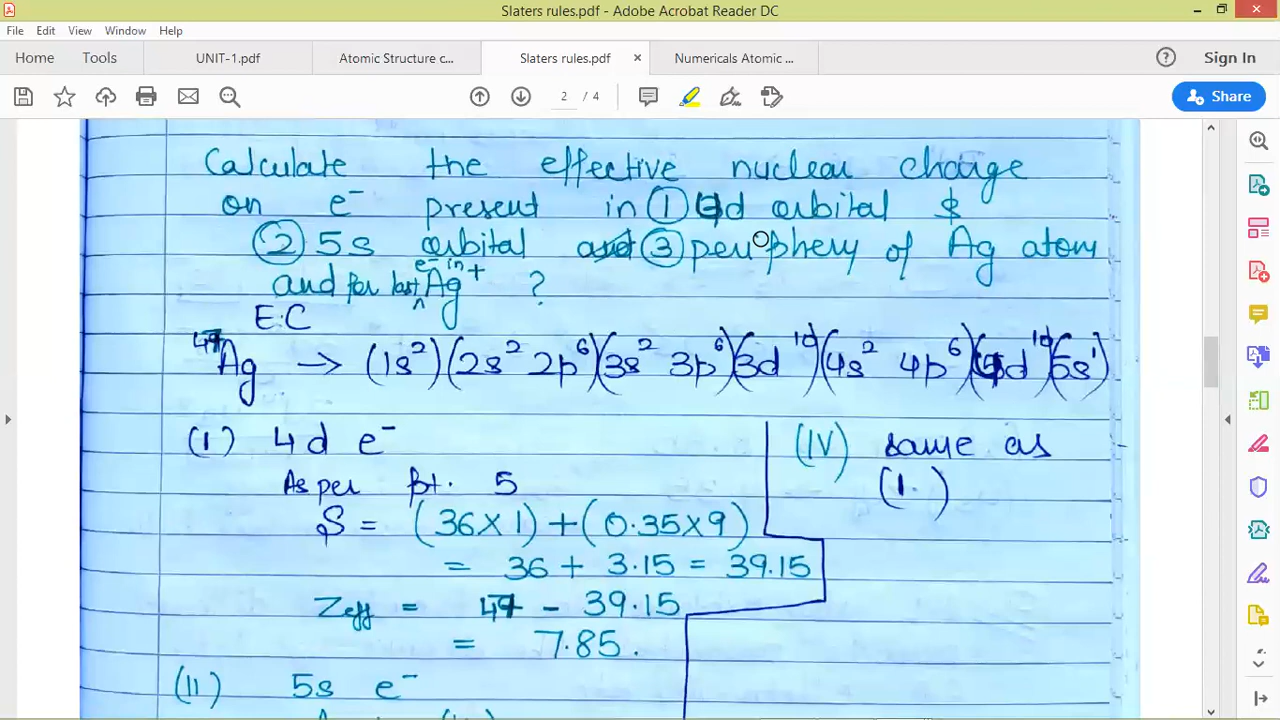 Slaters rules.pdf - Adobe Acrobat Reader DC
File Edit View Window Help
Home Tools UNIT-1.pdf Atomic Structure c... Slaters rules.pdf × Numericals Atomic ... Sign In
2 / 4 Share
Calculate the effective nuclear charge
on e⁻ present in (1) 4d orbital &
(2) 5s orbital and (3) periphery of Ag atom
and for last e⁻ in Ag⁺ ?
E.C
47Ag → (1s²)(2s² 2p⁶)(3s² 3p⁶)(3d¹⁰)(4s² 4p⁶)(4d¹⁰)(5s¹)
(I) 4d e⁻
As per pt. 5
S = (36×1)+(0.35×9)
= 36 + 3.15 = 39.15
Zeff = 47 - 39.15
= 7.85.
(IV) same as
(1.)
(II) 5s e⁻